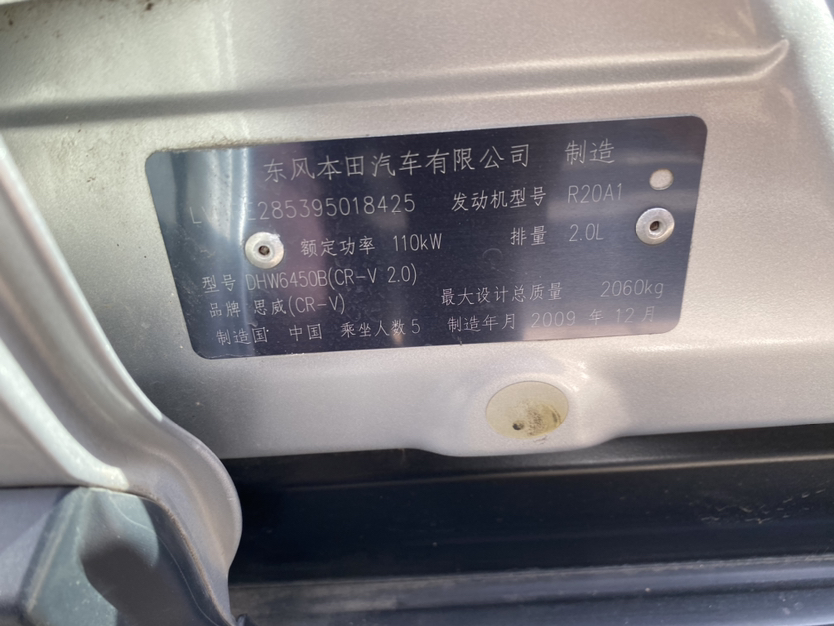 东风本田汽车有限公司 制造
E285395018425 发动机型号 R20A1
额定功率 110kW 排量 2.0L
型号 DHW6450B(CR-V 2.0)
品牌 思威(CR-V) 最大设计总质量 2060kg
制造国 中国 乘坐人数 5 制造年月 2009 年 12 月